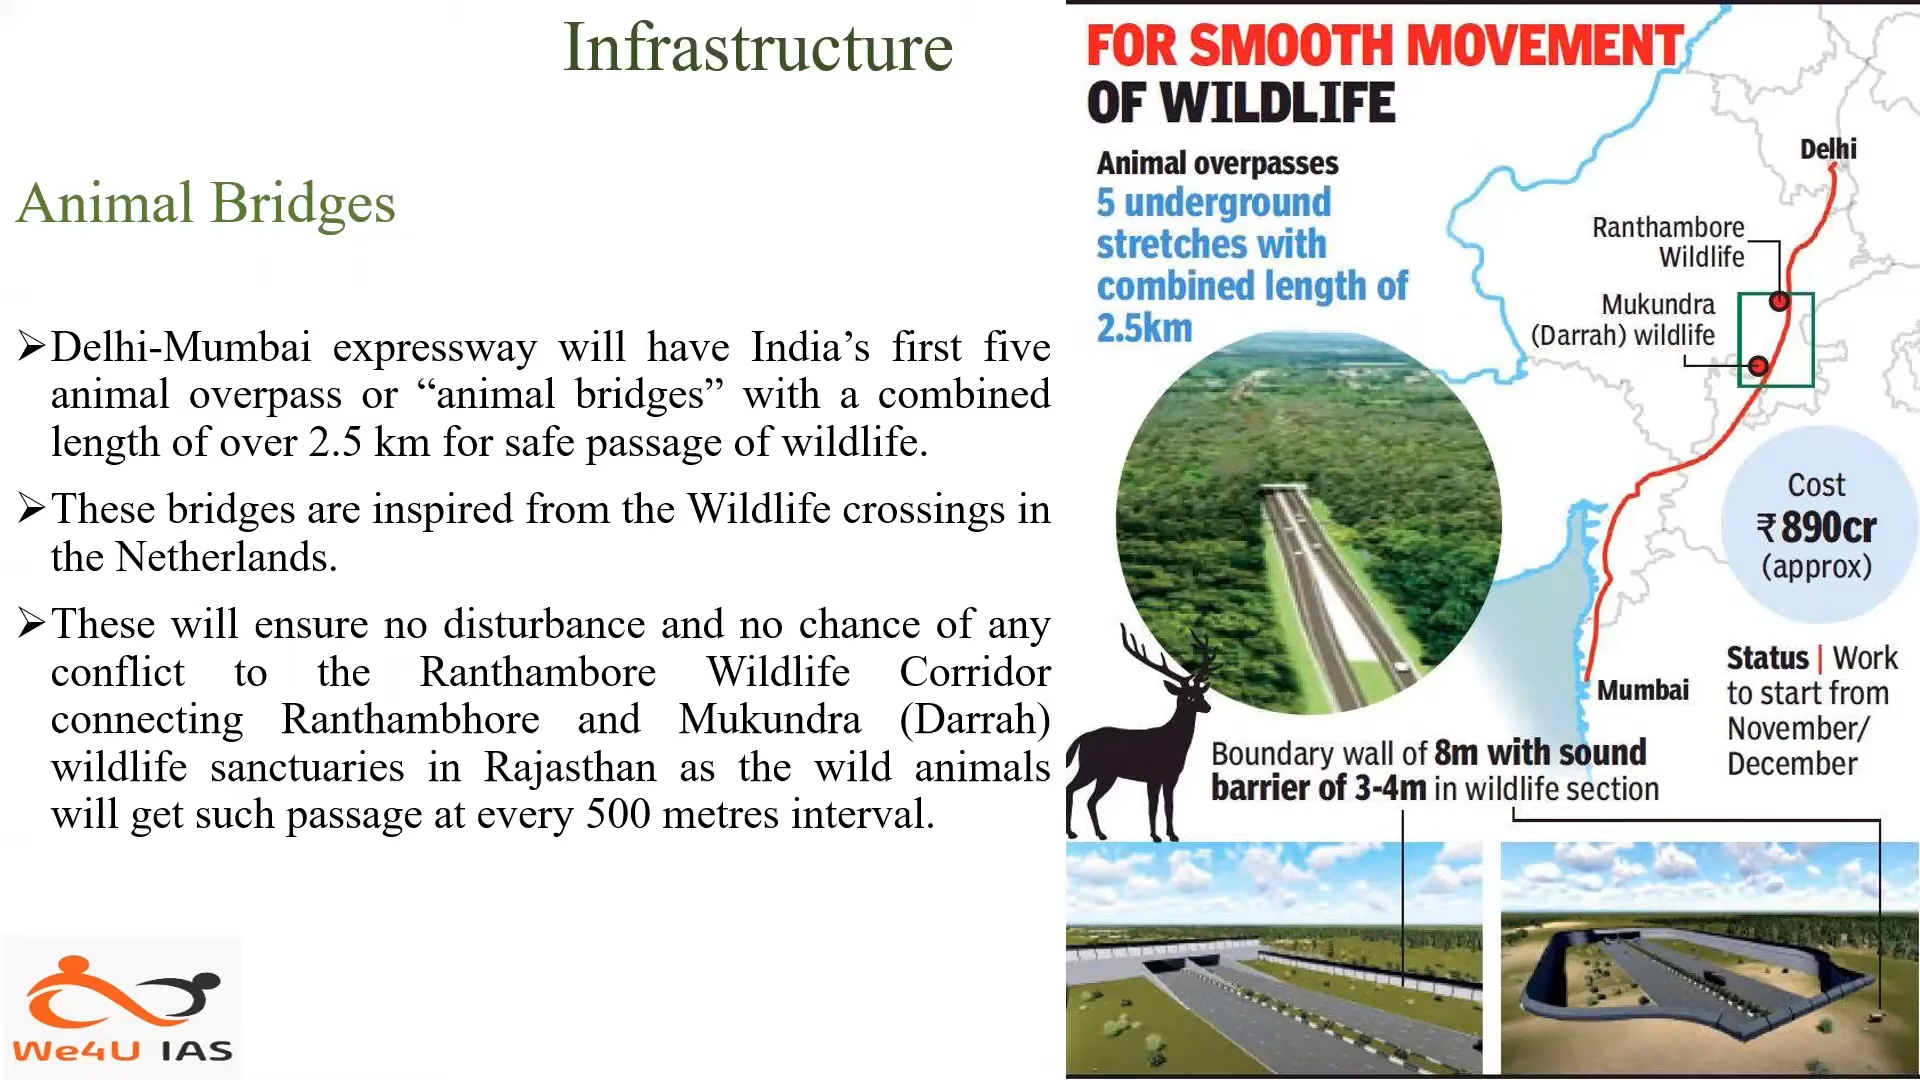 Infrastructure
Animal Bridges
➢Delhi-Mumbai expressway will have India’s first five
animal overpass or “animal bridges” with a combined
length of over 2.5 km for safe passage of wildlife.
➢These bridges are inspired from the Wildlife crossings in
the Netherlands.
➢These will ensure no disturbance and no chance of any
conflict to the Ranthambore Wildlife Corridor
connecting Ranthambhore and Mukundra (Darrah)
wildlife sanctuaries in Rajasthan as the wild animals
will get such passage at every 500 metres interval.
We4U IAS
FOR SMOOTH MOVEMENT
OF WILDLIFE
Animal overpasses
5 underground
stretches with
combined length of
2.5km
Delhi
Ranthambore
Wildlife
Mukundra
(Darrah) wildlife
Cost
₹890cr
(approx)
Mumbai
Status | Work
to start from
November/
December
Boundary wall of 8m with sound
barrier of 3-4m in wildlife section